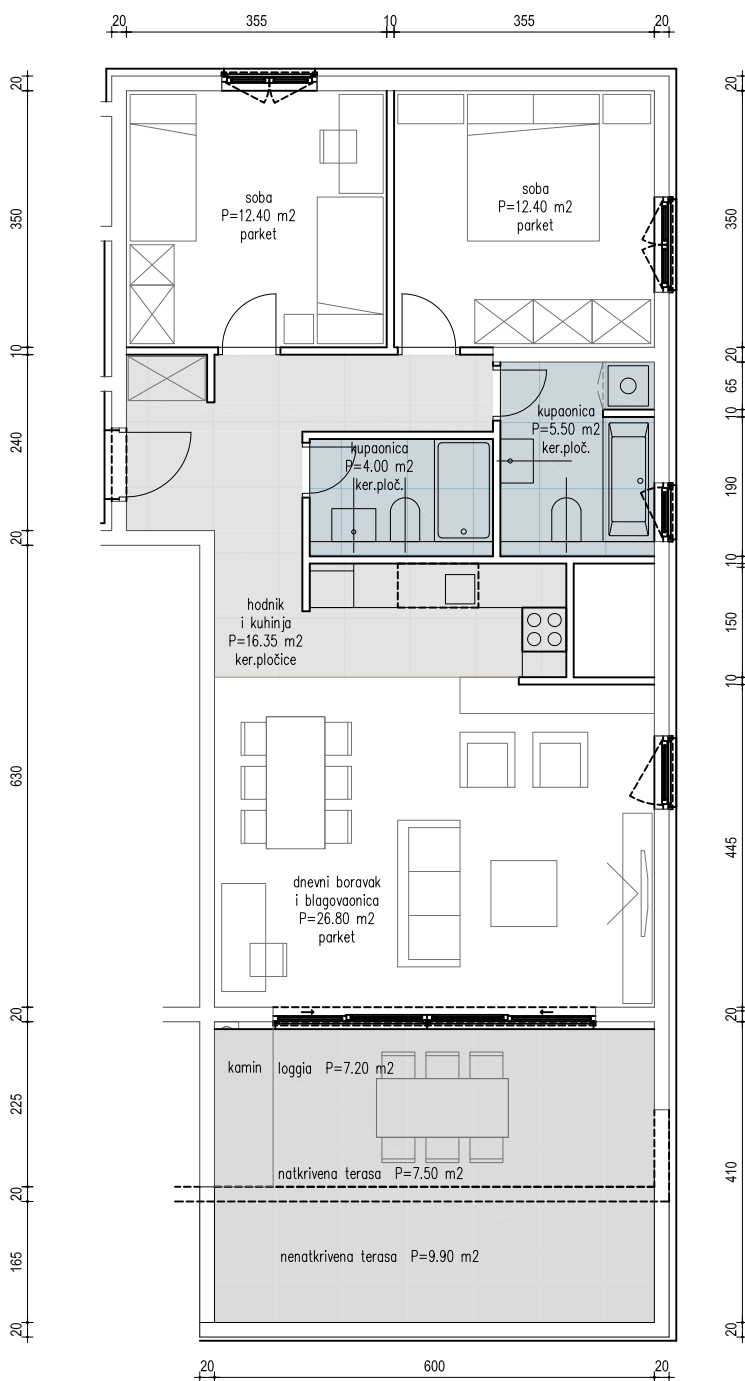 20 355 10 355 20
20
350
10
240
20
630
20
225
20
165
20
20
350
20
65
10
190
10
150
10
445
20
410
20
soba
P=12.40 m2
parket
soba
P=12.40 m2
parket
kupaonica
P=5.50 m2
ker.ploč.
kupaonica
P=4.00 m2
ker.ploč.
hodnik
i kuhinja
P=16.35 m2
ker.pločice
dnevni boravak
i blagovaonica
P=26.80 m2
parket
kamin
loggia P=7.20 m2
natkrivena terasa P=7.50 m2
nenatkrivena terasa P=9.90 m2
20 600 20